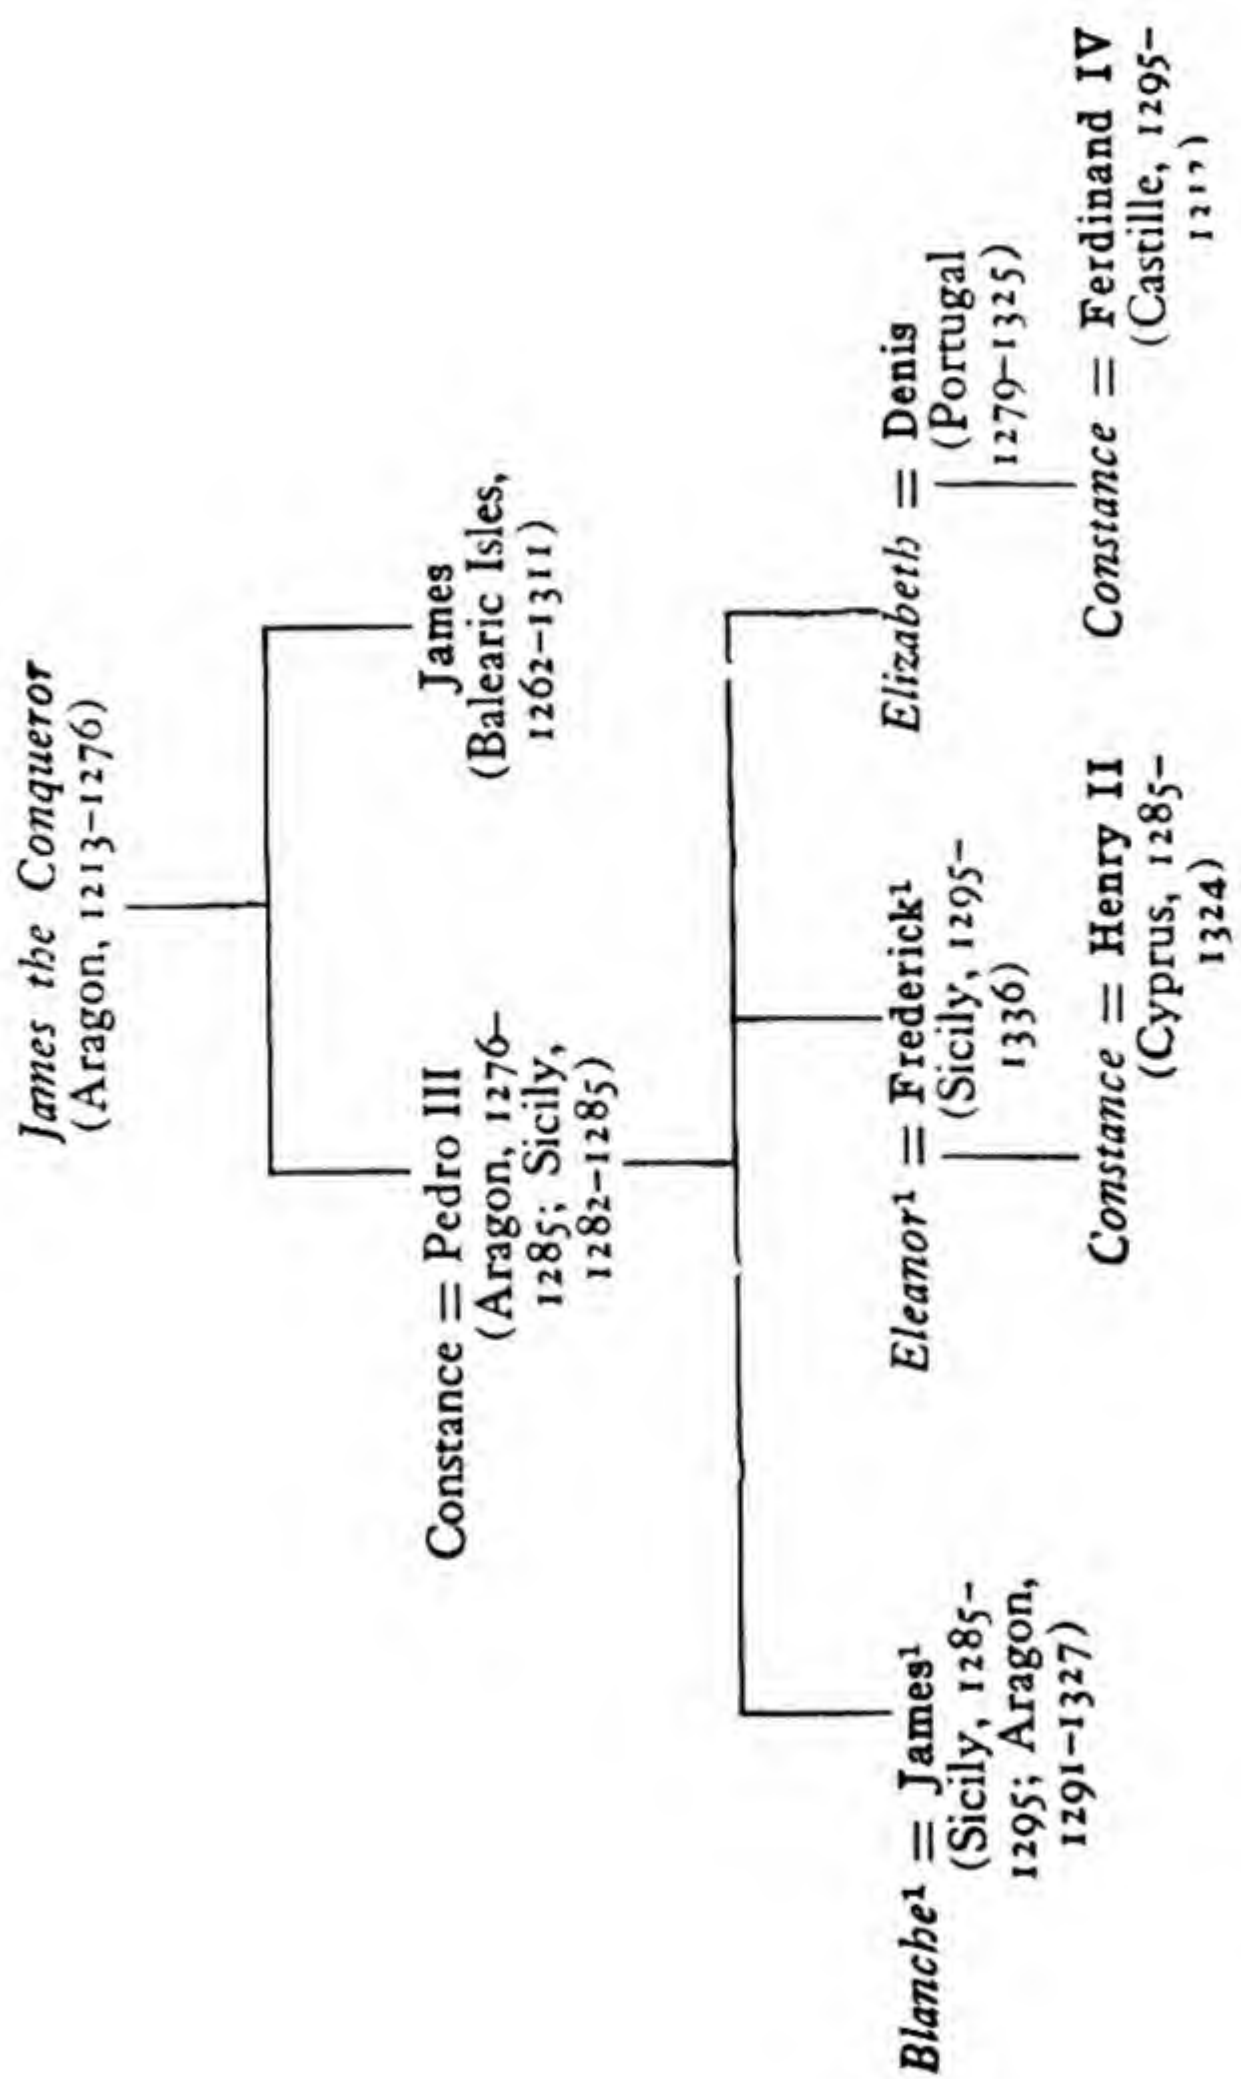 James the Conqueror
(Aragon, 1213–1276)
Constance = Pedro III
(Aragon, 1276–
1285; Sicily,
1282–1285)
James
(Balearic Isles,
1262–1311)
Blanche¹ = James¹
(Sicily, 1285–
1295; Aragon,
1291–1327)
Eleanor¹ = Frederick¹
(Sicily, 1295–
1336)
Elizabeth = Denis
(Portugal
1279–1325)
Constance = Henry II
(Cyprus, 1285–
1324)
Constance = Ferdinand IV
(Castille, 1295–